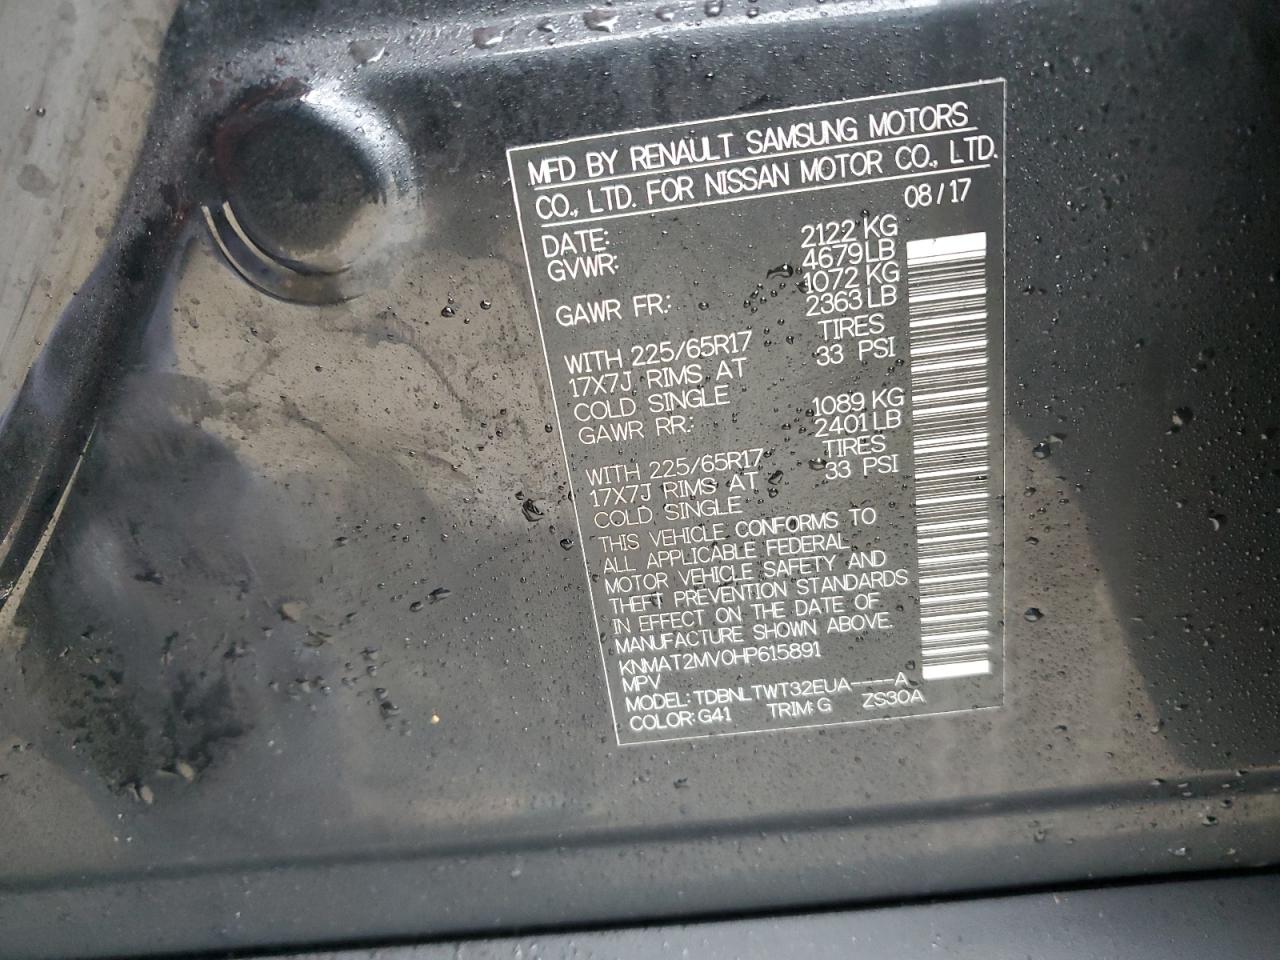 MFD BY RENAULT SAMSUNG MOTORS
CO., LTD. FOR NISSAN MOTOR CO., LTD.
DATE: 08/17
GVWR: 2122 KG
4679 LB
GAWR FR: 1072 KG
2363 LB
WITH 225/65R17 TIRES
17X7J RIMS AT 33 PSI
COLD SINGLE
GAWR RR: 1089 KG
2401 LB
WITH 225/65R17 TIRES
17X7J RIMS AT 33 PSI
COLD SINGLE
THIS VEHICLE CONFORMS TO
ALL APPLICABLE FEDERAL
MOTOR VEHICLE SAFETY AND
THEFT PREVENTION STANDARDS
IN EFFECT ON THE DATE OF
MANUFACTURE SHOWN ABOVE.
KNMAT2MV0HP615891
MPV
MODEL: TDBNLTWT32EUA----A
COLOR: G41 TRIM: G ZS30A